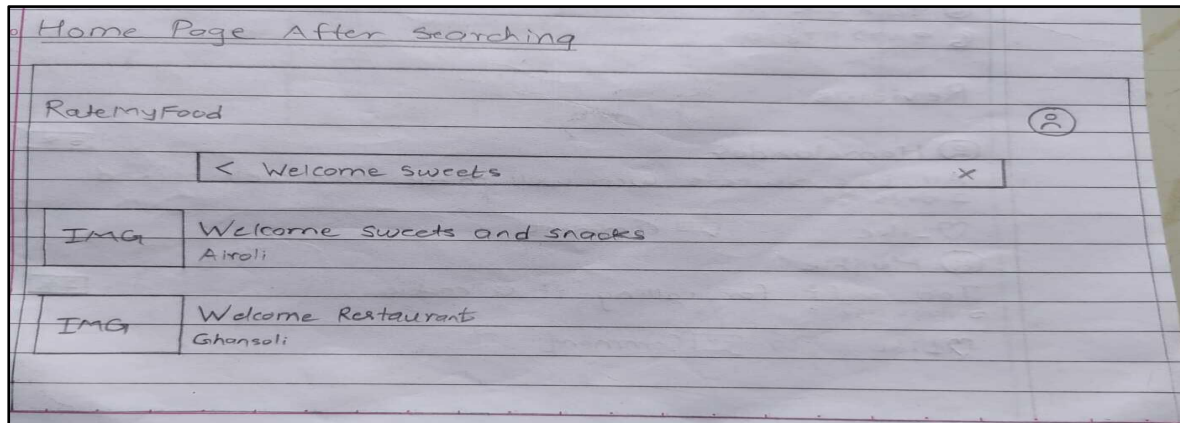 Home Page After Searching
RateMyFood
< Welcome sweets ×
IMG Welcome sweets and snacks
Airoli
IMG Welcome Restaurant
Ghansoli